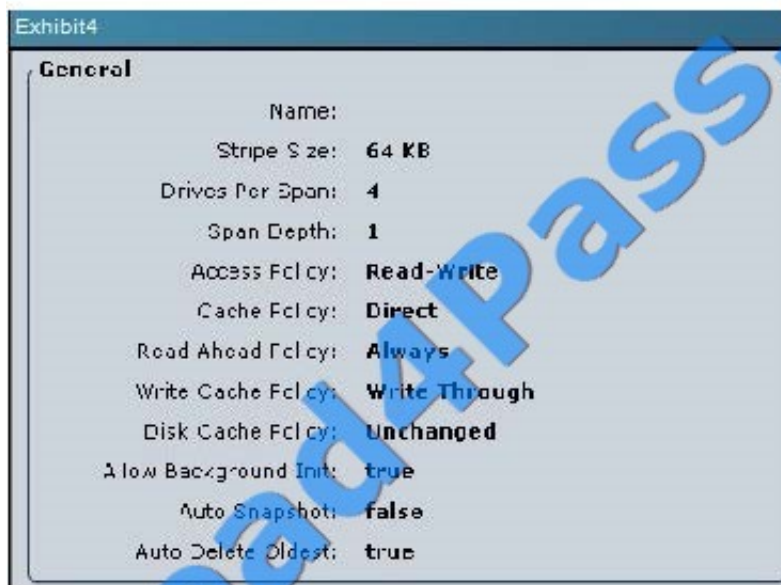 Exhibit4
General
Name:
Stripe Size: 64 KB
Drives Per Span: 4
Span Depth: 1
Access Policy: Read-Write
Cache Policy: Direct
Read Ahead Policy: Always
Write Cache Policy: Write Through
Disk Cache Policy: Unchanged
Allow Background Init: true
Auto Snapshot: false
Auto Delete Oldest: true
ad4Pass.